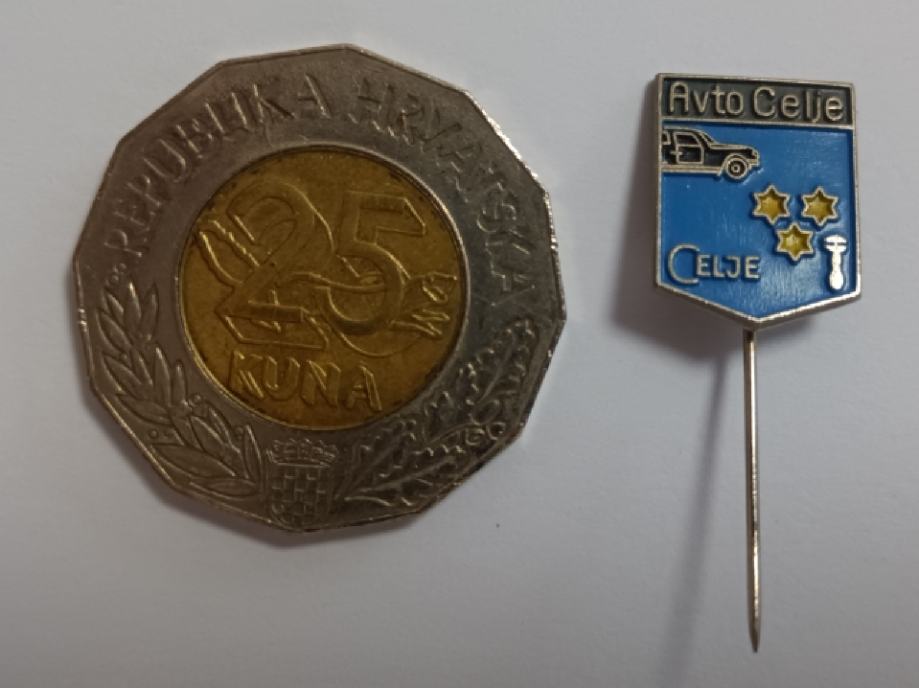 REPUBLIKA HRVATSKA
25
KUNA
Avto Celje
CELJE